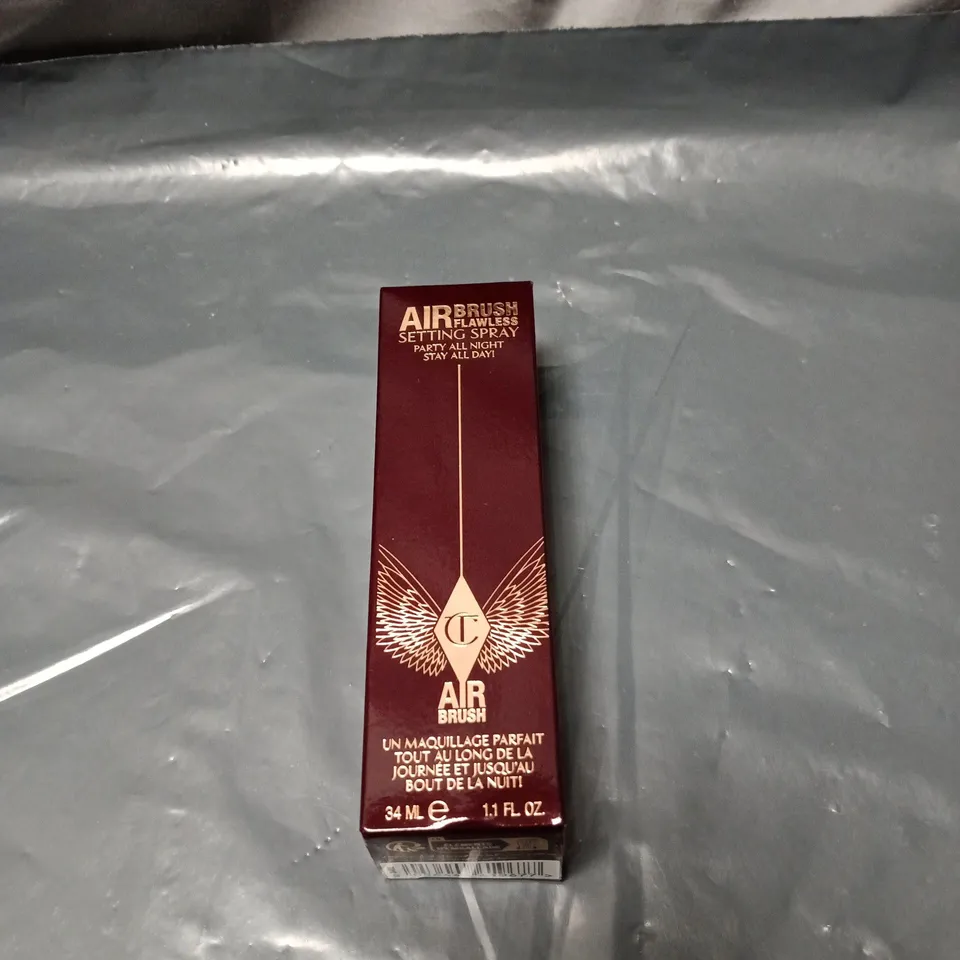 AIRBRUSH
FLAWLESS
SETTING SPRAY
PARTY ALL NIGHT
STAY ALL DAY!
CT
AIR
BRUSH
UN MAQUILLAGE PARFAIT
TOUT AU LONG DE LA
JOURNÉE ET JUSQU'AU
BOUT DE LA NUIT!
34 ML e 1.1 FL. OZ.